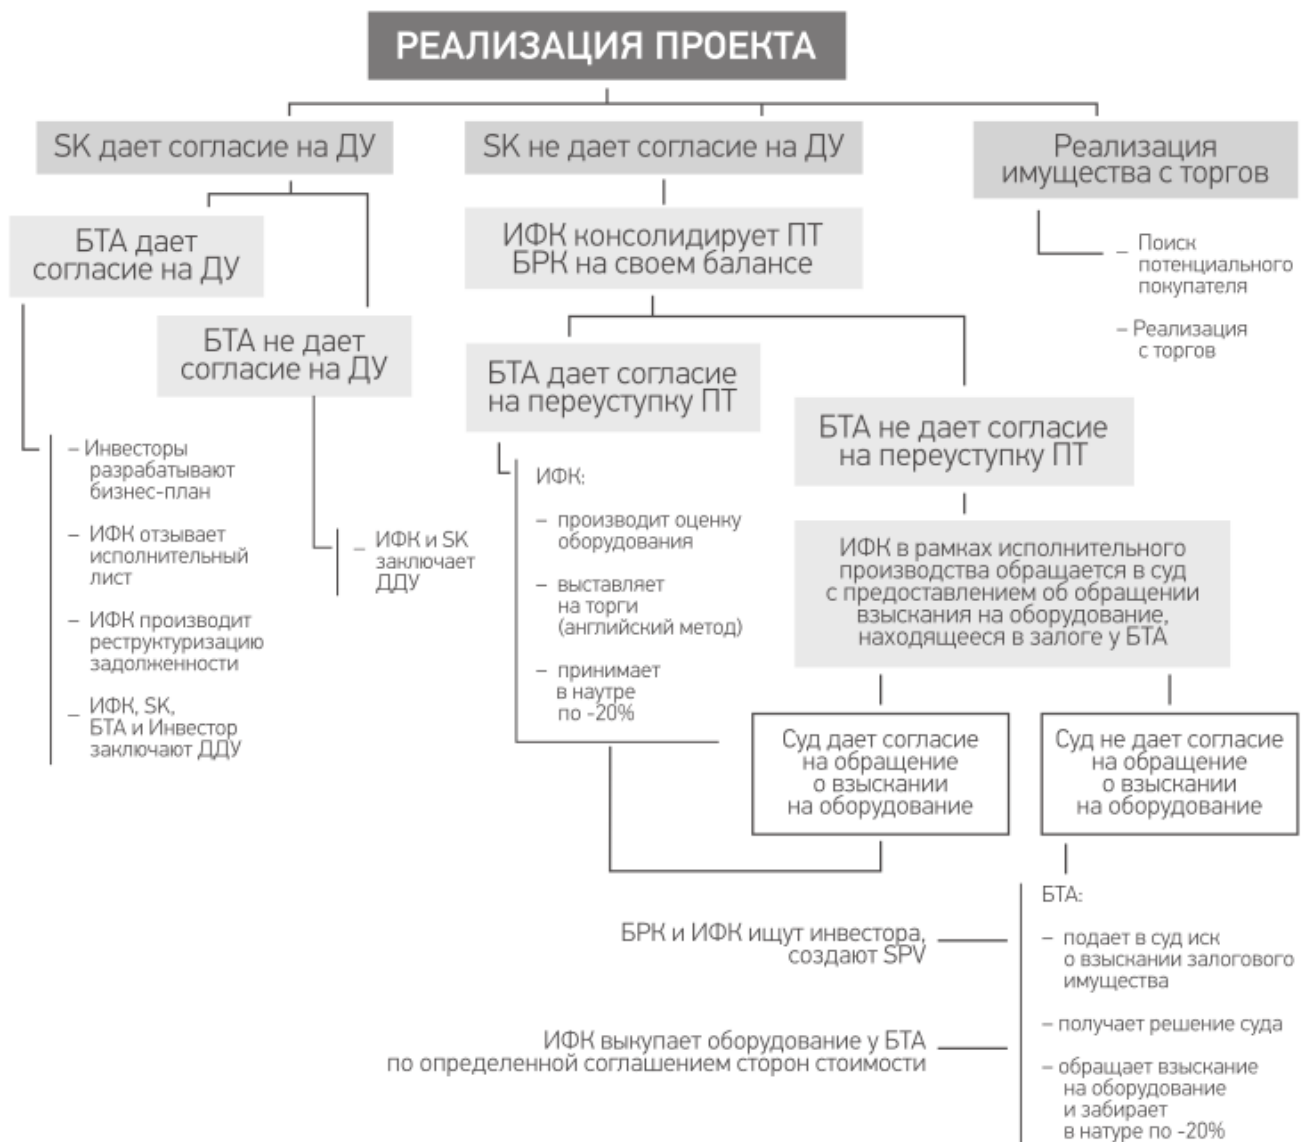 РЕАЛИЗАЦИЯ ПРОЕКТА
SK дает согласие на ДУ
SK не дает согласие на ДУ
Реализация
имущества с торгов
БТА дает
согласие на ДУ
БТА не дает
согласие на ДУ
– Инвесторы
разрабатывают
бизнес-план
– ИФК отзывает
исполнительный
лист
– ИФК производит
реструктуризацию
задолженности
– ИФК, SK,
БТА и Инвестор
заключают ДДУ
– ИФК и SK
заключает
ДДУ
ИФК консолидирует ПТ
БРК на своем балансе
БТА дает согласие
на переуступку ПТ
ИФК:
– производит оценку
оборудования
– выставляет
на торги
(английский метод)
– принимает
в наутре
по -20%
БТА не дает согласие
на переуступку ПТ
ИФК в рамках исполнительного
производства обращается в суд
с предоставлением об обращении
взыскания на оборудование,
находящееся в залоге у БТА
Суд дает согласие
на обращение
о взыскании
на оборудование
Суд не дает согласие
на обращение
о взыскании
на оборудование
– Поиск
потенциального
покупателя
– Реализация
с торгов
БРК и ИФК ищут инвестора,
создают SPV
ИФК выкупает оборудование у БТА
по определенной соглашением сторон стоимости
БТА:
– подает в суд иск
о взыскании залогового
имущества
– получает решение суда
– обращает взыскание
на оборудование
и забирает
в натуре по -20%